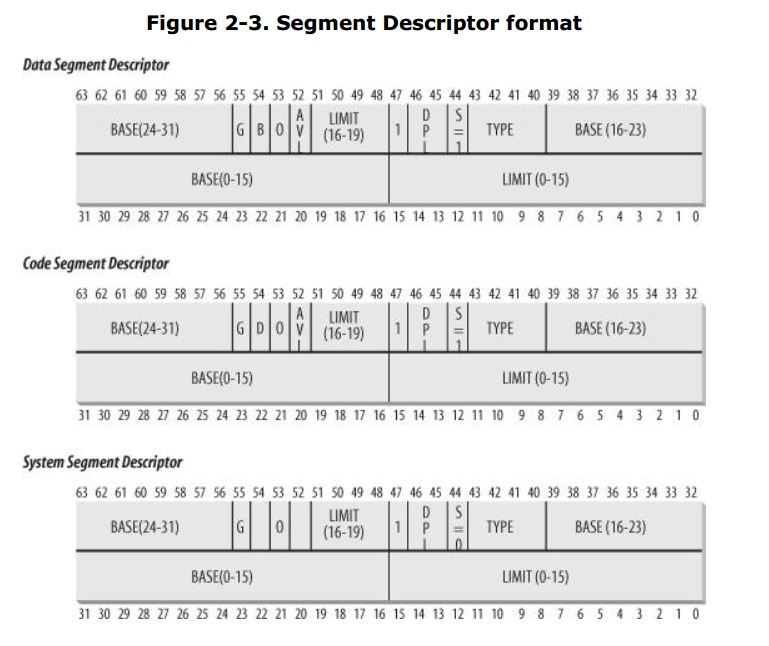 Figure 2-3. Segment Descriptor format
Data Segment Descriptor
63 62 61 60 59 58 57 56 55 54 53 52 51 50 49 48 47 46 45 44 43 42 41 40 39 38 37 36 35 34 33 32
BASE(24-31) G B 0 AVL LIMIT (16-19) 1 DPL S=1 TYPE BASE (16-23)
BASE(0-15) LIMIT (0-15)
31 30 29 28 27 26 25 24 23 22 21 20 19 18 17 16 15 14 13 12 11 10 9 8 7 6 5 4 3 2 1 0
Code Segment Descriptor
63 62 61 60 59 58 57 56 55 54 53 52 51 50 49 48 47 46 45 44 43 42 41 40 39 38 37 36 35 34 33 32
BASE(24-31) G D 0 AVL LIMIT (16-19) 1 DPL S=1 TYPE BASE (16-23)
BASE(0-15) LIMIT (0-15)
31 30 29 28 27 26 25 24 23 22 21 20 19 18 17 16 15 14 13 12 11 10 9 8 7 6 5 4 3 2 1 0
System Segment Descriptor
63 62 61 60 59 58 57 56 55 54 53 52 51 50 49 48 47 46 45 44 43 42 41 40 39 38 37 36 35 34 33 32
BASE(24-31) G 0 LIMIT (16-19) 1 DPL S=0 TYPE BASE (16-23)
BASE(0-15) LIMIT (0-15)
31 30 29 28 27 26 25 24 23 22 21 20 19 18 17 16 15 14 13 12 11 10 9 8 7 6 5 4 3 2 1 0